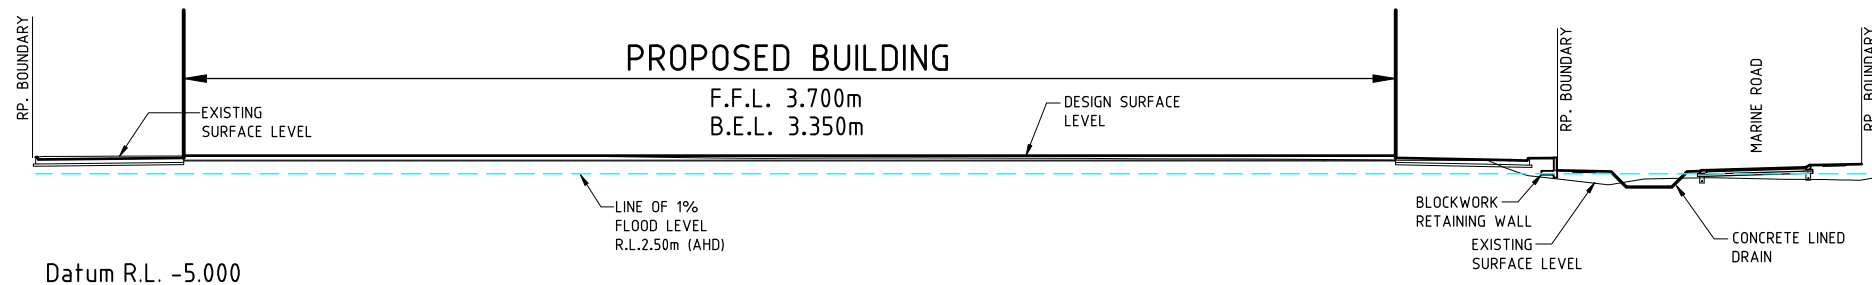 RP. BOUNDARY
PROPOSED BUILDING
F.F.L. 3.700m
B.E.L. 3.350m
EXISTING
SURFACE LEVEL
DESIGN SURFACE
LEVEL
RP. BOUNDARY
MARINE ROAD
RP. BOUNDARY
LINE OF 1%
FLOOD LEVEL
R.L.2.50m (AHD)
BLOCKWORK
RETAINING WALL
EXISTING
SURFACE LEVEL
CONCRETE LINED
DRAIN
Datum R.L. -5.000